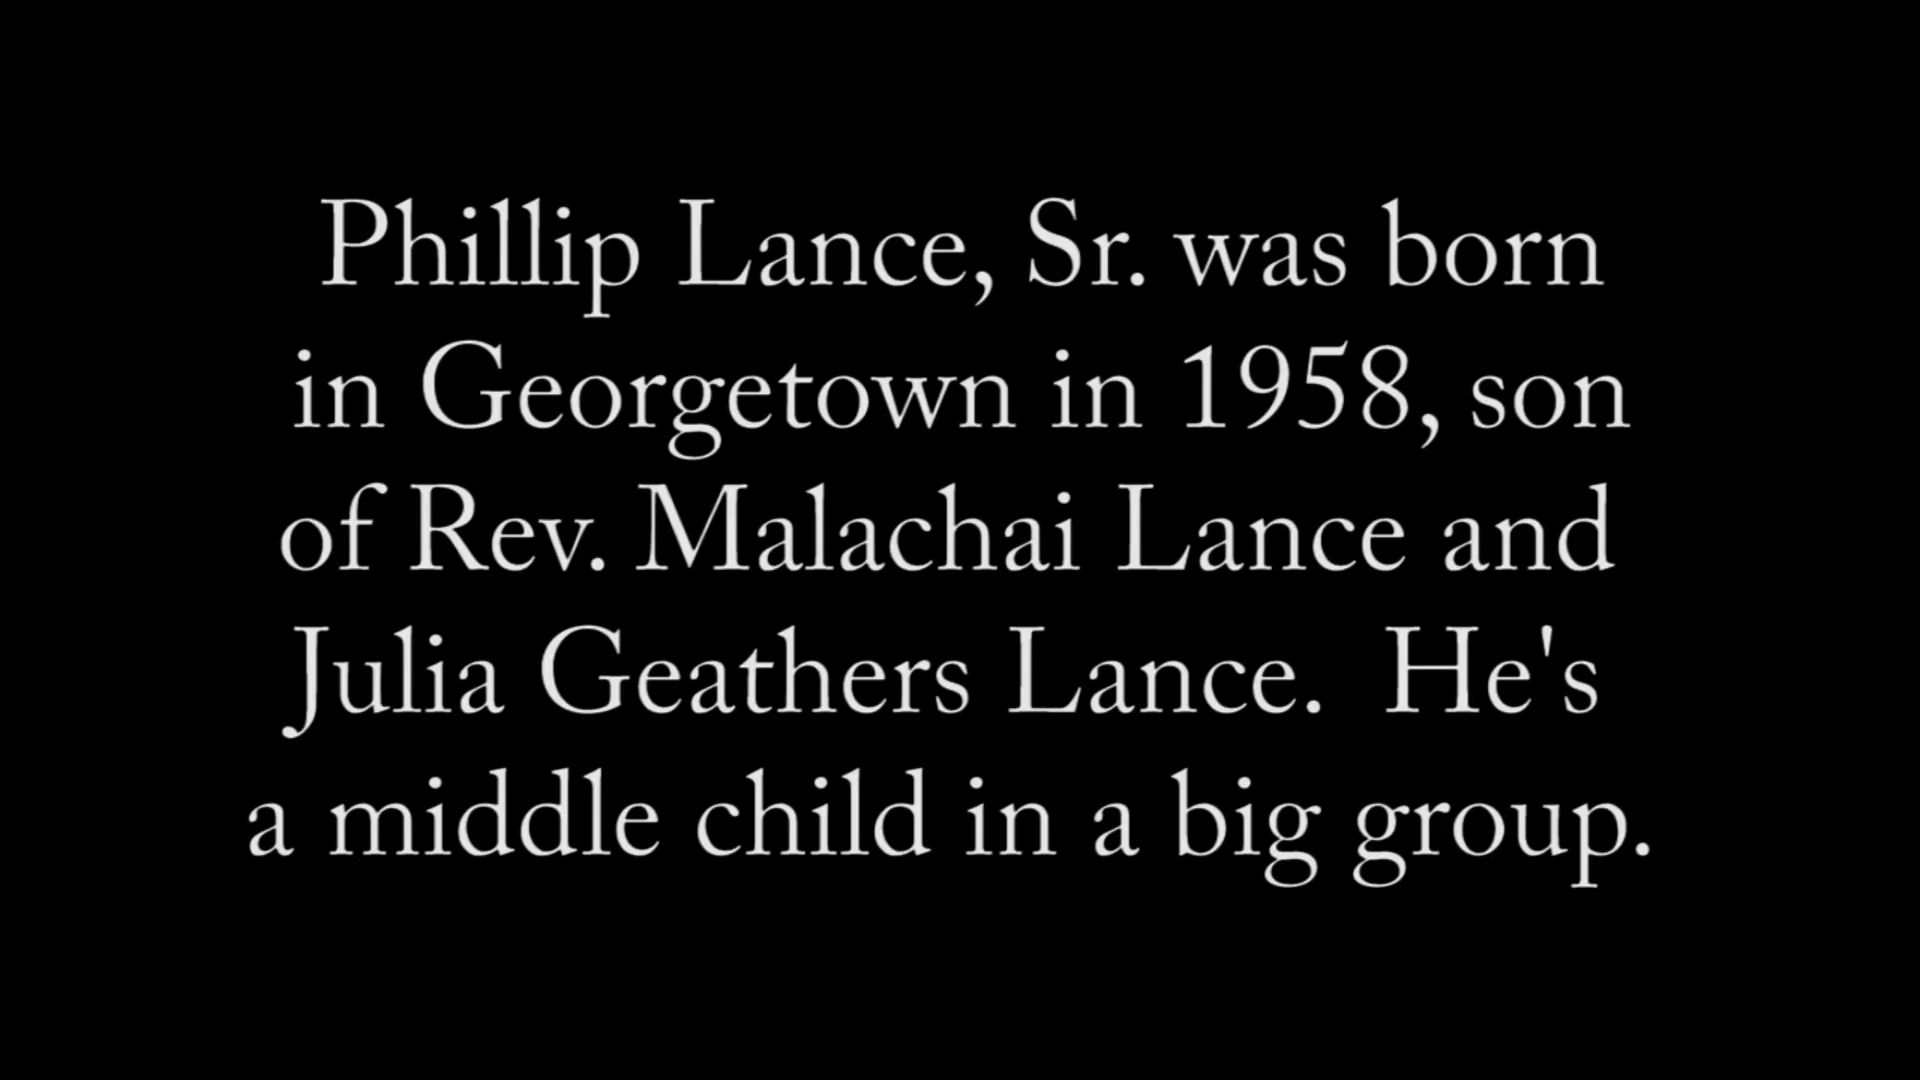 Phillip Lance, Sr. was born
in Georgetown in 1958, son
of Rev. Malachai Lance and
Julia Geathers Lance.  He's
a middle child in a big group.